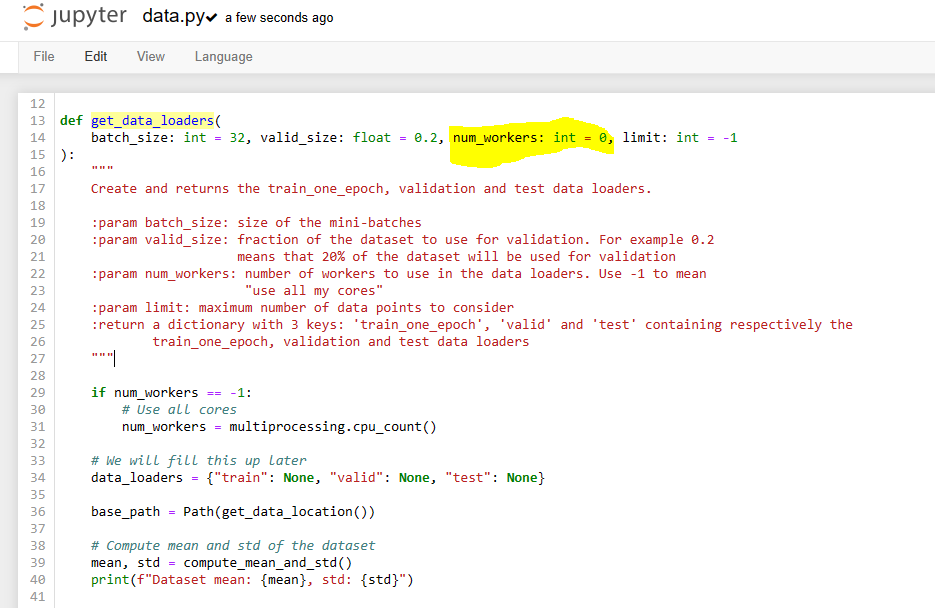 jupyter data.py✔ a few seconds ago
File Edit View Language
12
13 def get_data_loaders(
14     batch_size: int = 32, valid_size: float = 0.2, num_workers: int = 0, limit: int = -1
15 ):
16     """
17     Create and returns the train_one_epoch, validation and test data loaders.
18
19     :param batch_size: size of the mini-batches
20     :param valid_size: fraction of the dataset to use for validation. For example 0.2
21                        means that 20% of the dataset will be used for validation
22     :param num_workers: number of workers to use in the data loaders. Use -1 to mean
23                         "use all my cores"
24     :param limit: maximum number of data points to consider
25     :return a dictionary with 3 keys: 'train_one_epoch', 'valid' and 'test' containing respectively the
26             train_one_epoch, validation and test data loaders
27     """
28
29     if num_workers == -1:
30         # Use all cores
31         num_workers = multiprocessing.cpu_count()
32
33     # We will fill this up later
34     data_loaders = {"train": None, "valid": None, "test": None}
35
36     base_path = Path(get_data_location())
37
38     # Compute mean and std of the dataset
39     mean, std = compute_mean_and_std()
40     print(f"Dataset mean: {mean}, std: {std}")
41